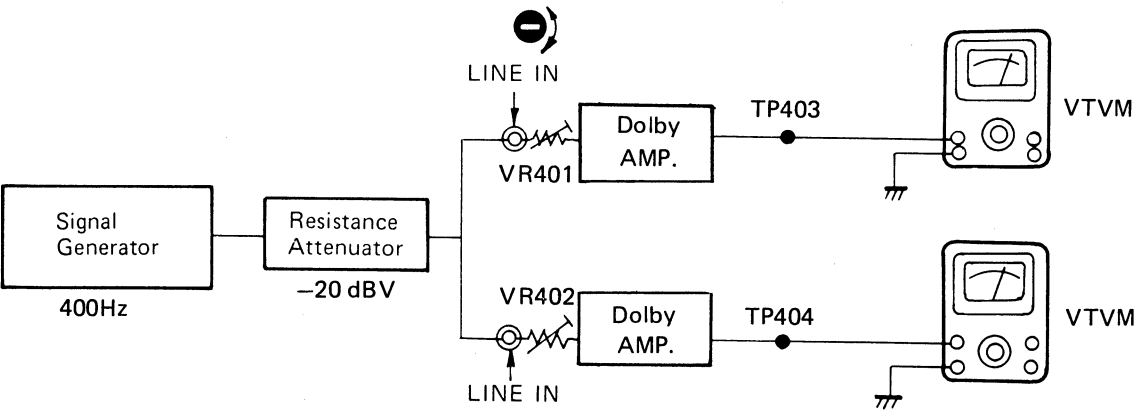 LINE IN
TP403
VTVM
Dolby
AMP.
VR401
Signal
Generator
400Hz
Resistance
Attenuator
−20 dBV
VR402
Dolby
AMP.
TP404
VTVM
LINE IN